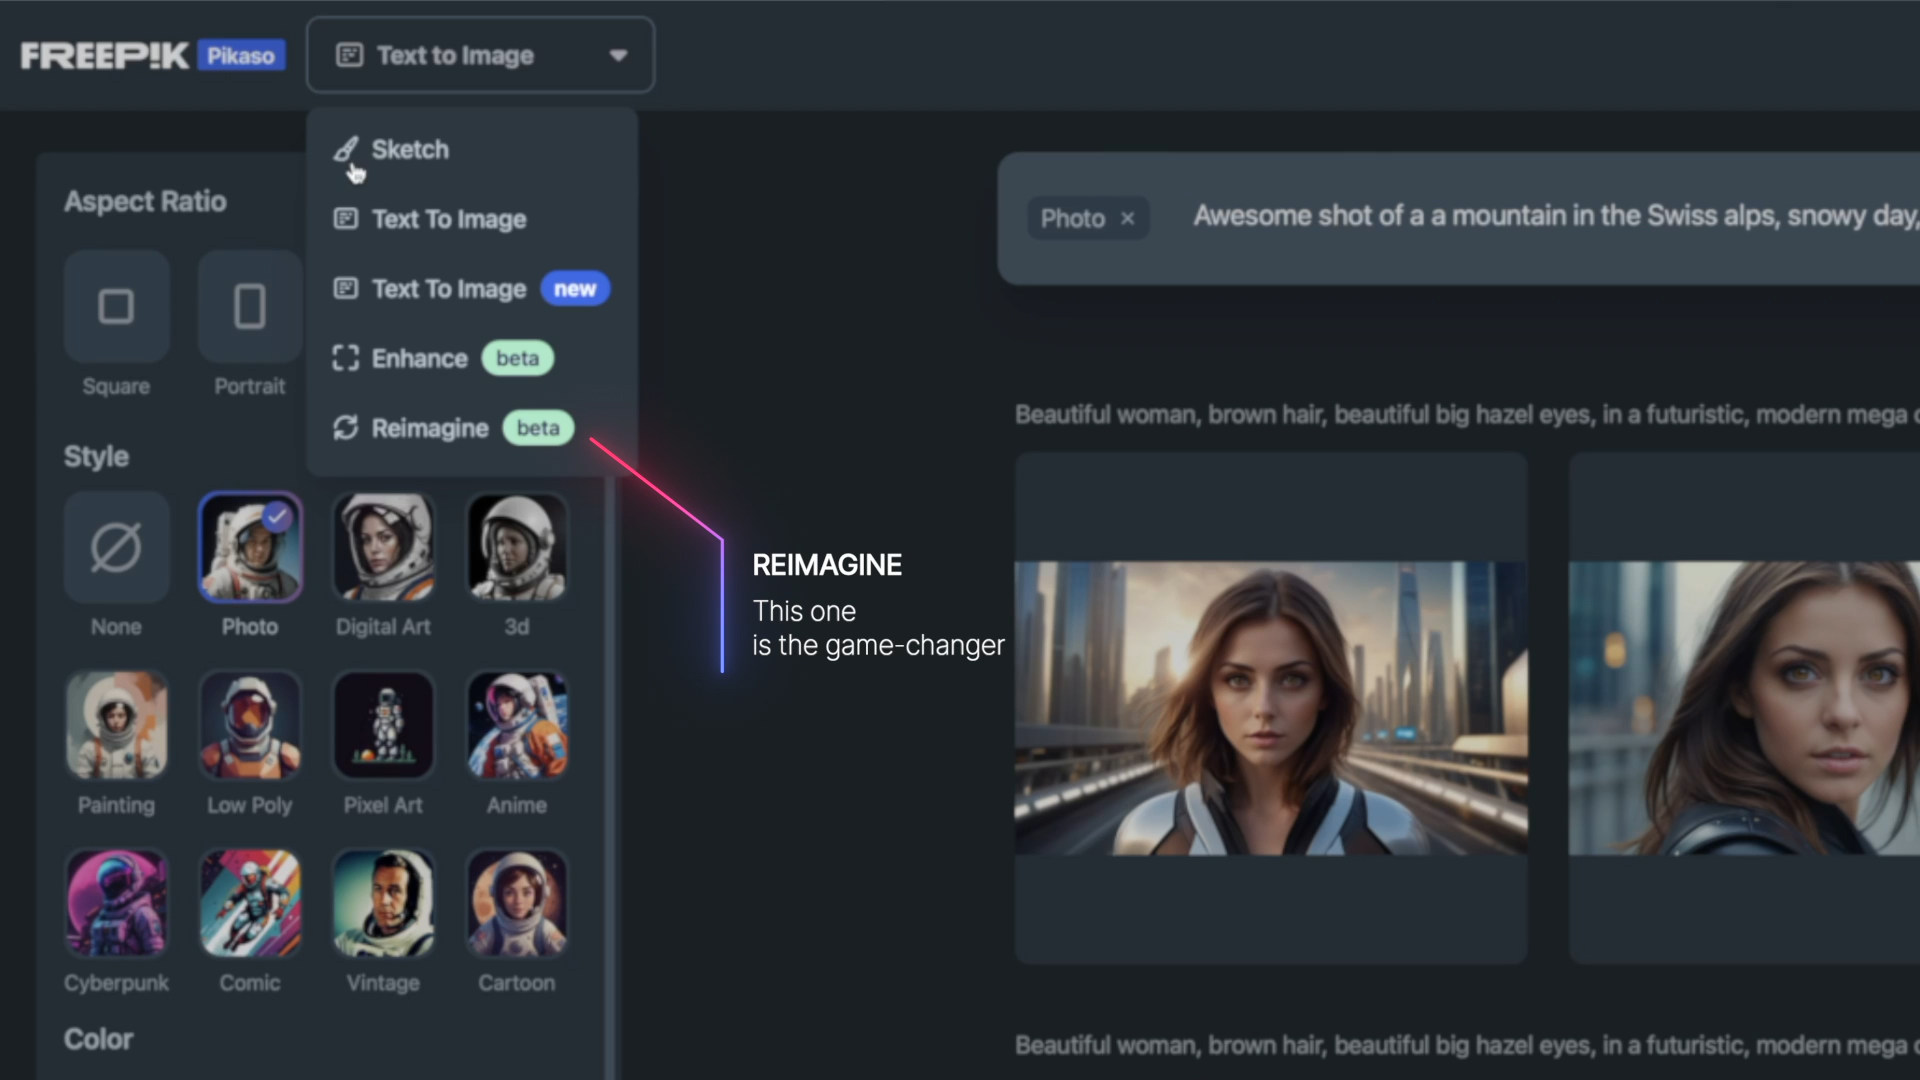 FREEP!K Pikaso
Text to Image
Sketch
Text To Image
Text To Image new
Enhance beta
Reimagine beta
Aspect Ratio
Square
Portrait
Style
None
Photo
Digital Art
3d
Painting
Low Poly
Pixel Art
Anime
Cyberpunk
Comic
Vintage
Cartoon
Color
REIMAGINE
This one
is the game-changer
Photo ×
Awesome shot of a a mountain in the Swiss alps, snowy day,
Beautiful woman, brown hair, beautiful big hazel eyes, in a futuristic, modern mega
Beautiful woman, brown hair, beautiful big hazel eyes, in a futuristic, modern mega